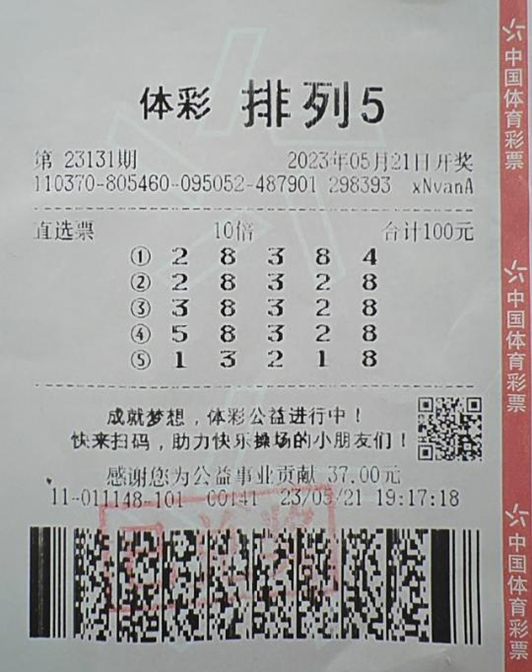 体彩 排列5
第 23131期 2023年05月21日开奖
110370-805460-095052-487901 298393 xNvanA
直选票 10倍 合计100元
① 2 8 3 8 4
② 2 8 3 2 8
③ 3 8 3 2 8
④ 5 8 3 2 8
⑤ 1 3 2 1 8
成就梦想，体彩公益进行中！
快来扫码，助力快乐操场的小朋友们！
感谢您为公益事业贡献 37.00元
11-011148-101 C0141 23/05/21 19:17:18
已兑奖
中国体育彩票
中国体育彩票
中国体育彩票